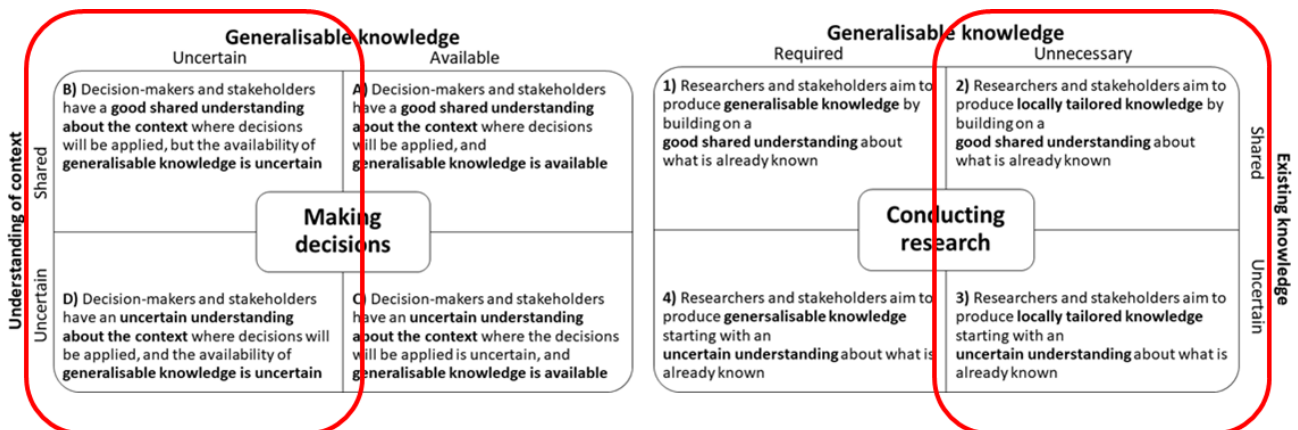 Generalisable knowledge
Uncertain
Available
Understanding of context
Shared
Uncertain
B) Decision-makers and stakeholders
have a good shared understanding
about the context where decisions
will be applied, but the availability of
generalisable knowledge is uncertain
A) Decision-makers and stakeholders
have a good shared understanding
about the context where decisions
will be applied, and
generalisable knowledge is available
Making
decisions
D) Decision-makers and stakeholders
have an uncertain understanding
about the context where decisions will
be applied, and the availability of
generalisable knowledge is uncertain
C) Decision-makers and stakeholders
have an uncertain understanding
about the context where the decisions
will be applied is uncertain, and
generalisable knowledge is available
Generalisable knowledge
Required
Unnecessary
1) Researchers and stakeholders aim to
produce generalisable knowledge by
building on a
good shared understanding about
what is already known
2) Researchers and stakeholders aim to
produce locally tailored knowledge by
building on a
good shared understanding about
what is already known
Conducting
research
4) Researchers and stakeholders aim to
produce genersalisable knowledge
starting with an
uncertain understanding about what is
already known
3) Researchers and stakeholders aim to
produce locally tailored knowledge
starting with an
uncertain understanding about what is
already known
Shared
Uncertain
Existing knowledge